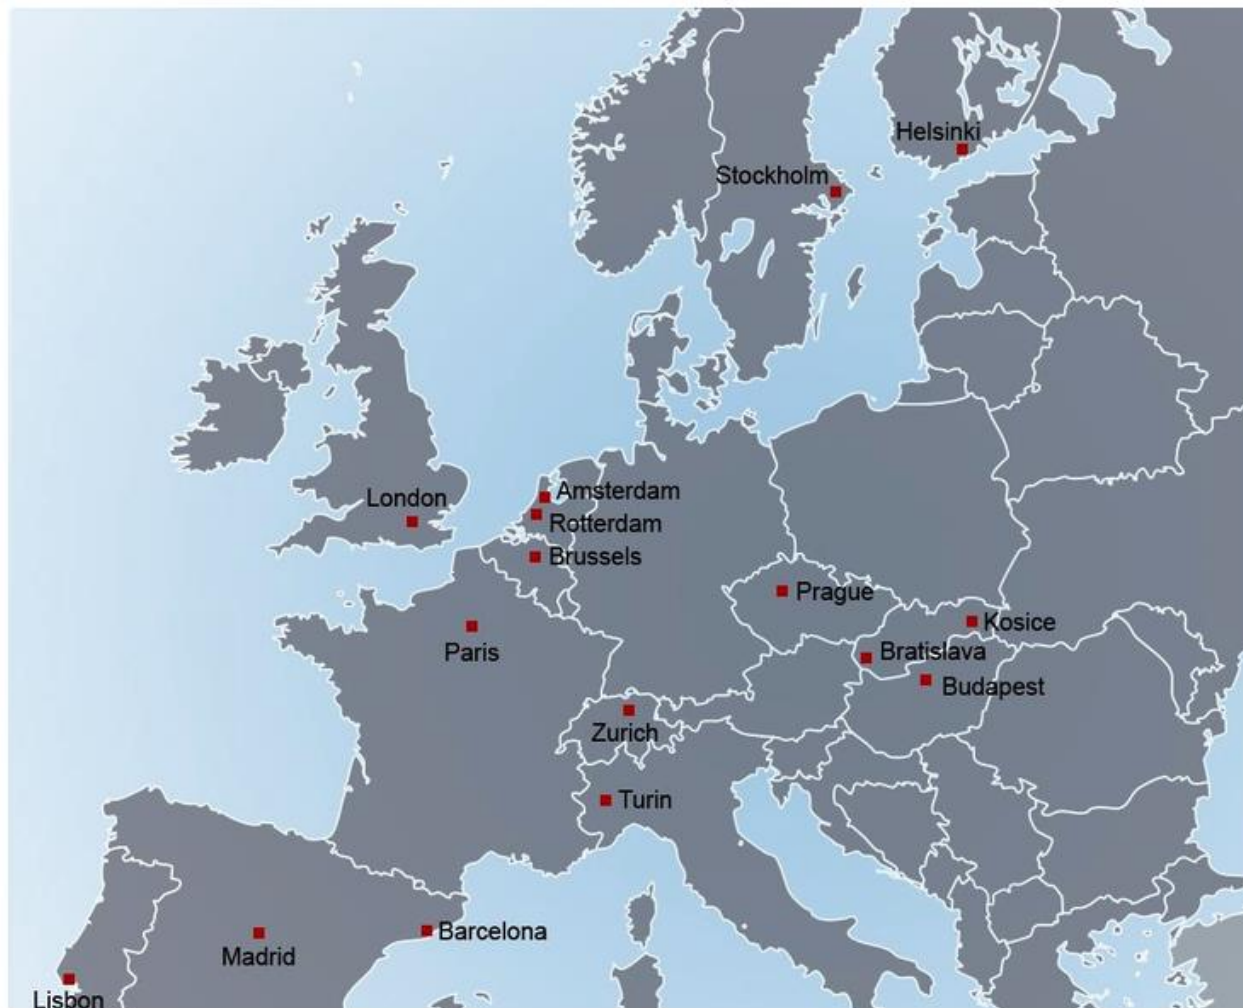 Helsinki
Stockholm
London
Amsterdam
Rotterdam
Brussels
Prague
Kosice
Paris
Bratislava
Budapest
Zurich
Turin
Barcelona
Madrid
Lisbon